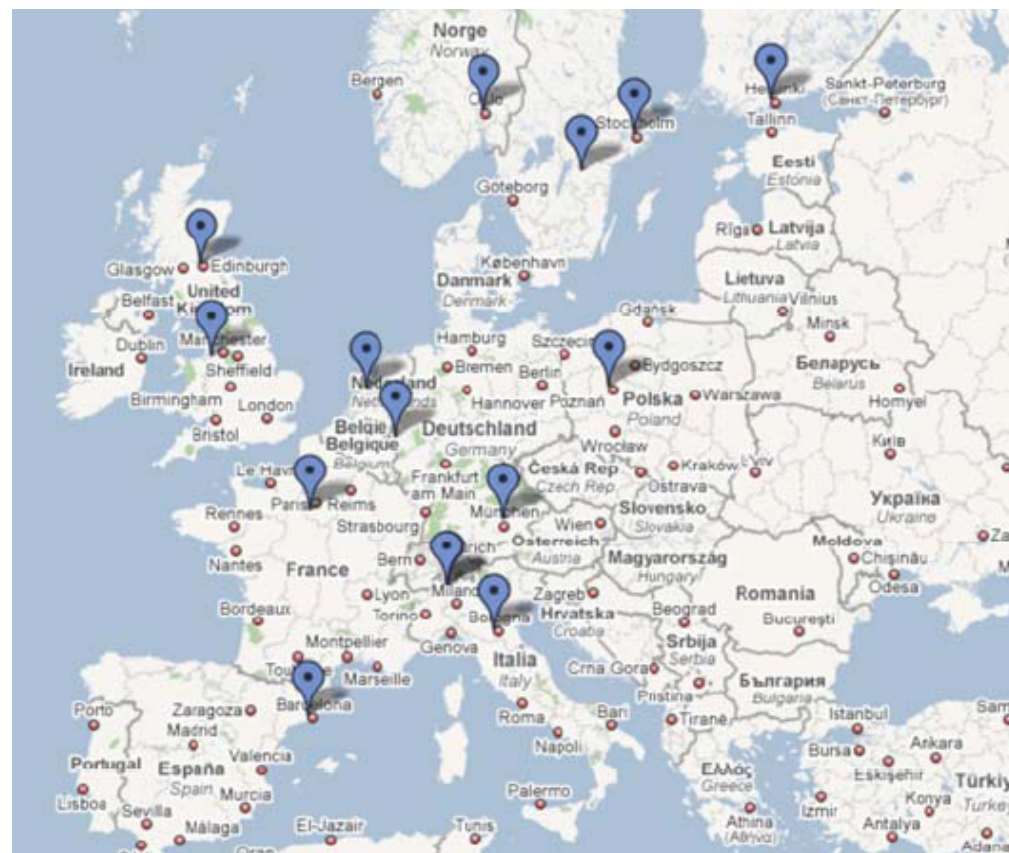 Norge
Norway
Bergen
Stockholm
Helsinki
Sankt-Peterburg
(Санкт-Петербург)
Tallinn
Eesti
Estonia
Göteborg
Rīga
Latvija
Latvia
Glasgow
Edinburgh
København
Danmark
Denmark
Lietuva
Lithuania
Vilnius
United
Kingdom
Belfast
Gdańsk
Minsk
Dublin
Manchester
Hamburg
Szczecin
Беларусь
Belarus
Ireland
Sheffield
Bremen
Bydgoszcz
Nederland
Netherlands
Berlin
Birmingham
Hannover
Poznań
Polska
Poland
Warszawa
Homyel
London
Bristol
België
Belgique
Belgium
Deutschland
Germany
Wrocław
Київ
Le Havre
Frankfurt
am Main
Česká Rep
Czech Rep
Kraków
L'viv
Ostrava
Paris
Reims
München
Slovensko
Slovakia
Україна
Ukraine
Rennes
Strasbourg
Wien
Österreich
Austria
Nantes
Bern
Magyarország
Hungary
Moldova
Chișinău
France
Odesa
Milano
Lyon
Torino
Zagreb
Hrvatska
Croatia
Romania
Beograd
București
Bordeaux
Bologna
Genova
Montpellier
Srbija
Serbia
Italia
Italy
Crna Gora
Toulouse
Marseille
Pristina
България
Bulgaria
Barcelona
Porto
Zaragoza
Madrid
Roma
Bari
Tiranë
Istanbul
Napoli
Bursa
Ankara
Portugal
España
Spain
Valencia
Eskişehir
Ελλάς
Greece
Türkiy
Turkey
Lisboa
Murcia
Palermo
Izmir
Konya
Sevilla
Málaga
El-Jazair
Tunis
Athina
(Αθήνα)
Antalya
Adana